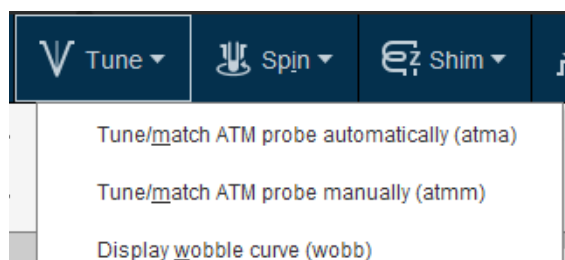 Tune Spin Shim
Tune/match ATM probe automatically (atma)
Tune/match ATM probe manually (atmm)
Display wobble curve (wobb)